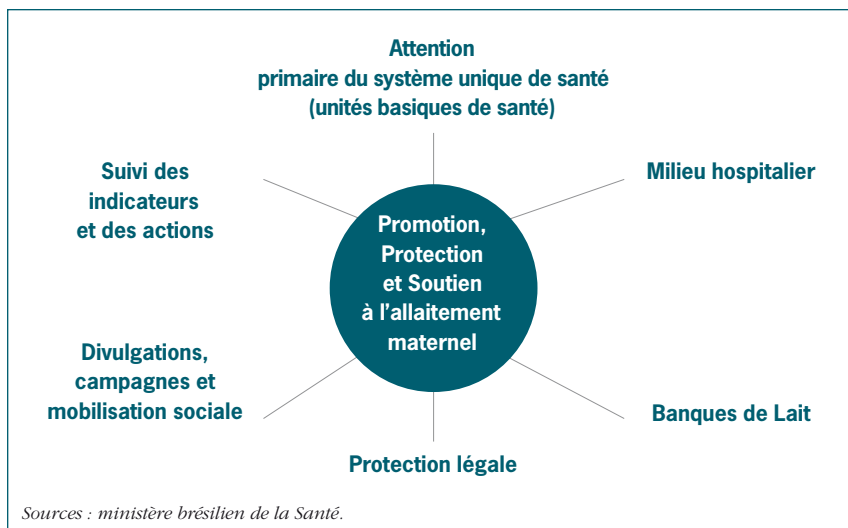 Attention
primaire du système unique de santé
(unités basiques de santé)
Suivi des
indicateurs
et des actions
Milieu hospitalier
Promotion,
Protection
et Soutien
à l’allaitement
maternel
Divulgations,
campagnes et
mobilisation sociale
Banques de Lait
Protection légale
Sources : ministère brésilien de la Santé.